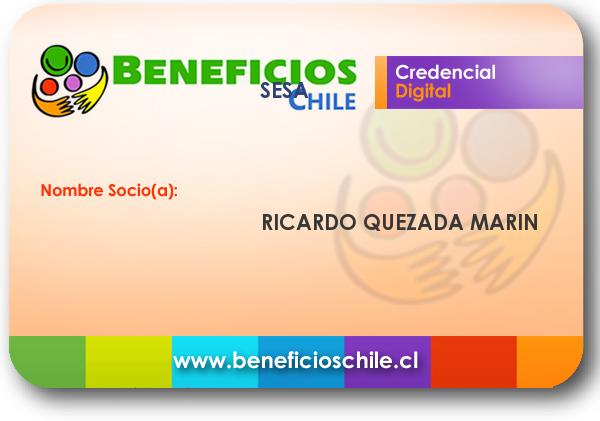 BENEFICIOS
SESA
CHILE
Credencial
Digital
Nombre Socio(a):
RICARDO QUEZADA MARIN
www.beneficioschile.cl